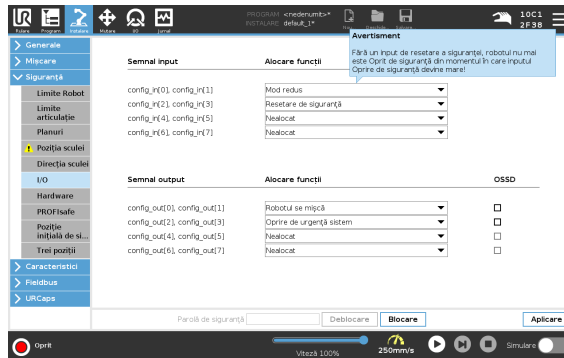 PROGRAM <nedenumit>*
INSTALARE default_1*
10C1
2F38
Rulare
Program
Instalare
Mutare
I/O
Jurnal
Avertisment
Fără un input de resetare a siguranței, robotul nu mai
este Oprit de siguranță din momentul în care inputul
Oprire de siguranță devine mare!
Generale
Mișcare
Siguranță
Limite Robot
Limite
articulație
Planuri
Poziția sculei
Direcția sculei
I/O
Hardware
PROFIsafe
Poziție
inițială de si...
Trei poziții
Caracteristici
Fieldbus
URCaps
Semnal input
Alocare funcții
config_in[0], config_in[1]
Mod redus
config_in[2], config_in[3]
Resetare de siguranță
config_in[4], config_in[5]
Nealocat
config_in[6], config_in[7]
Nealocat
Semnal output
Alocare funcții
OSSD
config_out[0], config_out[1]
Robotul se mișcă
config_out[2], config_out[3]
Oprire de urgență sistem
config_out[4], config_out[5]
Nealocat
config_out[6], config_out[7]
Nealocat
Parolă de siguranță
Deblocare
Blocare
Aplicare
Oprit
Viteză 100%
250mm/s
Simulare